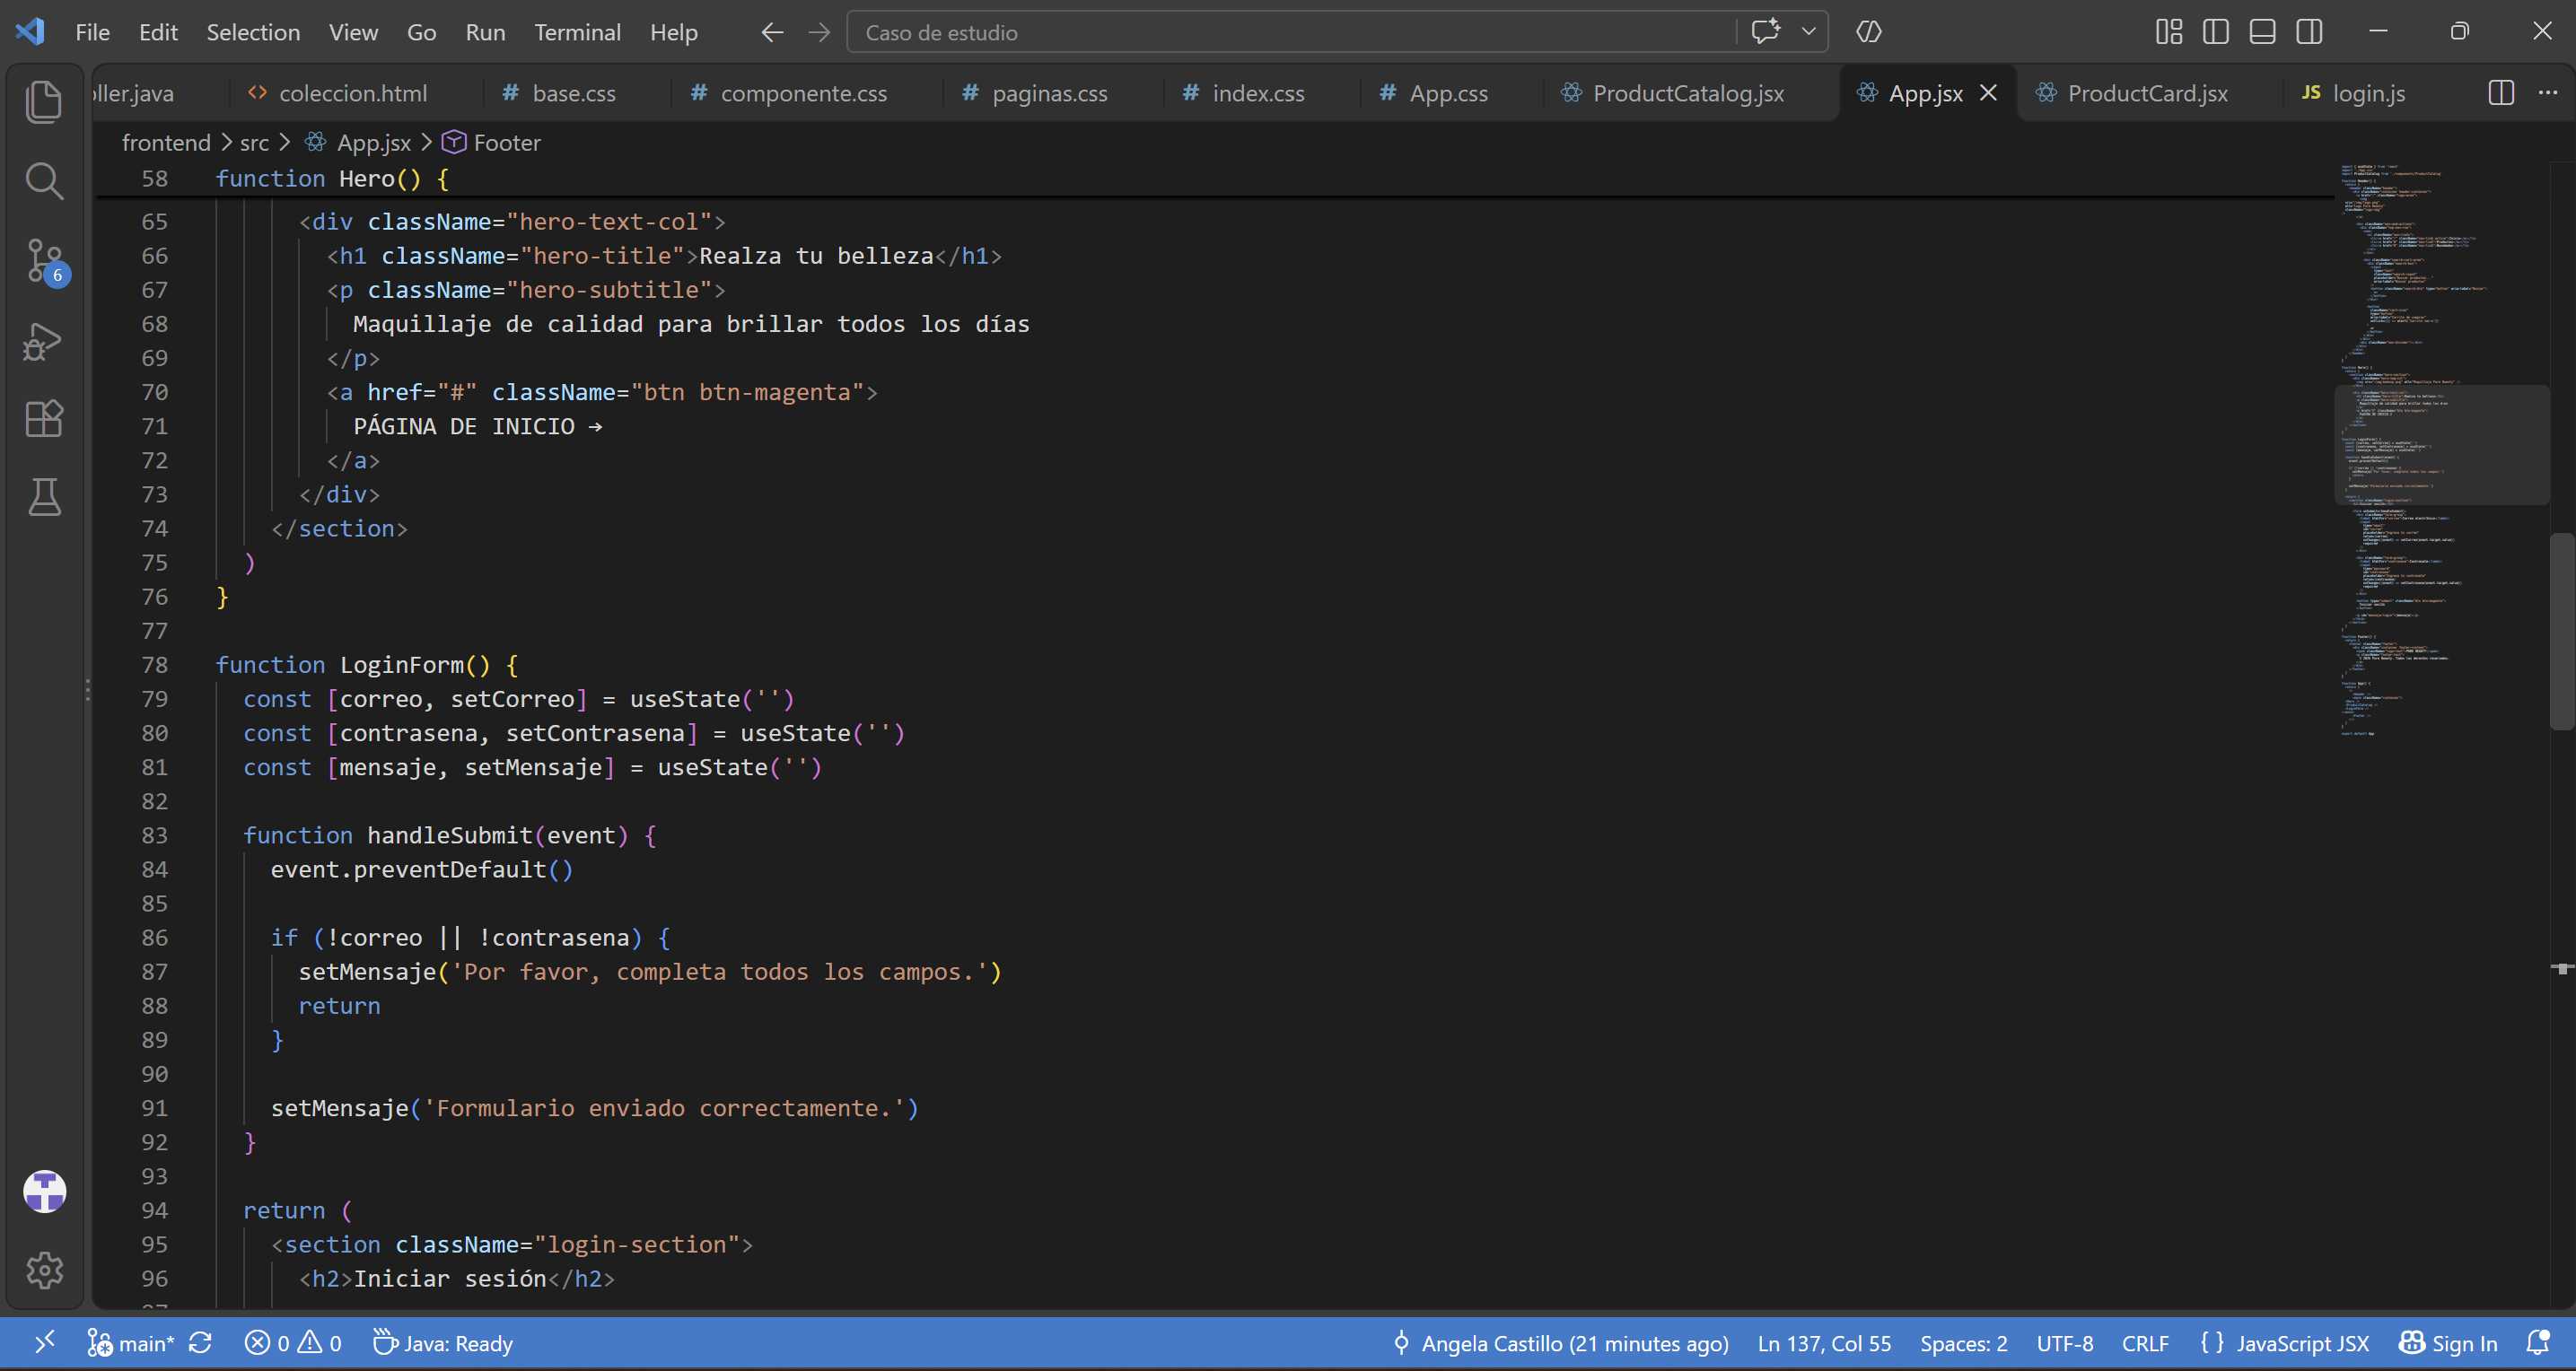 File Edit Selection View Go Run Terminal Help
Caso de estudio
ller.java
coleccion.html
# base.css
# componente.css
# paginas.css
# index.css
# App.css
ProductCatalog.jsx
App.jsx
ProductCard.jsx
JS login.js
frontend > src > App.jsx > Footer
58 function Hero() {
65 <div className="hero-text-col">
66 <h1 className="hero-title">Realza tu belleza</h1>
67 <p className="hero-subtitle">
68 Maquillaje de calidad para brillar todos los días
69 </p>
70 <a href="#" className="btn btn-magenta">
71 PÁGINA DE INICIO →
72 </a>
73 </div>
74 </section>
75 )
76 }
77
78 function LoginForm() {
79 const [correo, setCorreo] = useState('')
80 const [contrasena, setContrasena] = useState('')
81 const [mensaje, setMensaje] = useState('')
82
83 function handleSubmit(event) {
84 event.preventDefault()
85
86 if (!correo || !contrasena) {
87 setMensaje('Por favor, completa todos los campos.')
88 return
89 }
90
91 setMensaje('Formulario enviado correctamente.')
92 }
93
94 return (
95 <section className="login-section">
96 <h2>Iniciar sesión</h2>
6
main* 0 0 Java: Ready
Angela Castillo (21 minutes ago) Ln 137, Col 55 Spaces: 2 UTF-8 CRLF { } JavaScript JSX Sign In